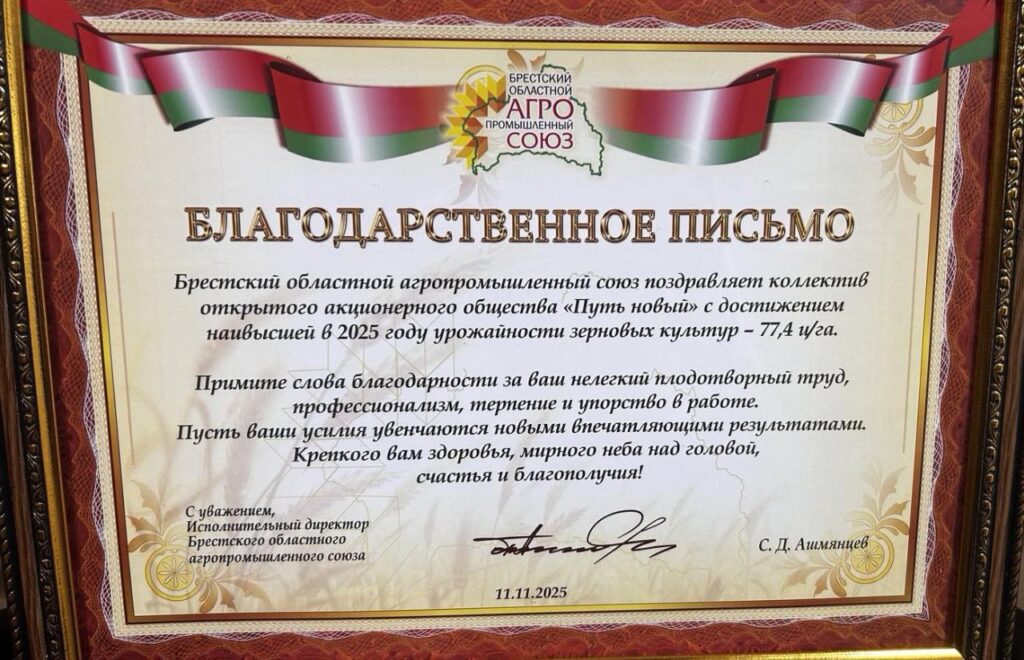 БРЕСТСКИЙ
ОБЛАСТНОЙ
АГРО
ПРОМЫШЛЕННЫЙ
СОЮЗ
БЛАГОДАРСТВЕННОЕ ПИСЬМО
Брестский областной агропромышленный союз поздравляет коллектив
открытого акционерного общества «Путь новый» с достижением
наивысшей в 2025 году урожайности зерновых культур – 77,4 ц/га.
Примите слова благодарности за ваш нелегкий плодотворный труд,
профессионализм, терпение и упорство в работе.
Пусть ваши усилия увенчаются новыми впечатляющими результатами.
Крепкого вам здоровья, мирного неба над головой,
счастья и благополучия!
С уважением,
Исполнительный директор
Брестского областного
агропромышленного союза
С. Д. Ашмянцев
11.11.2025